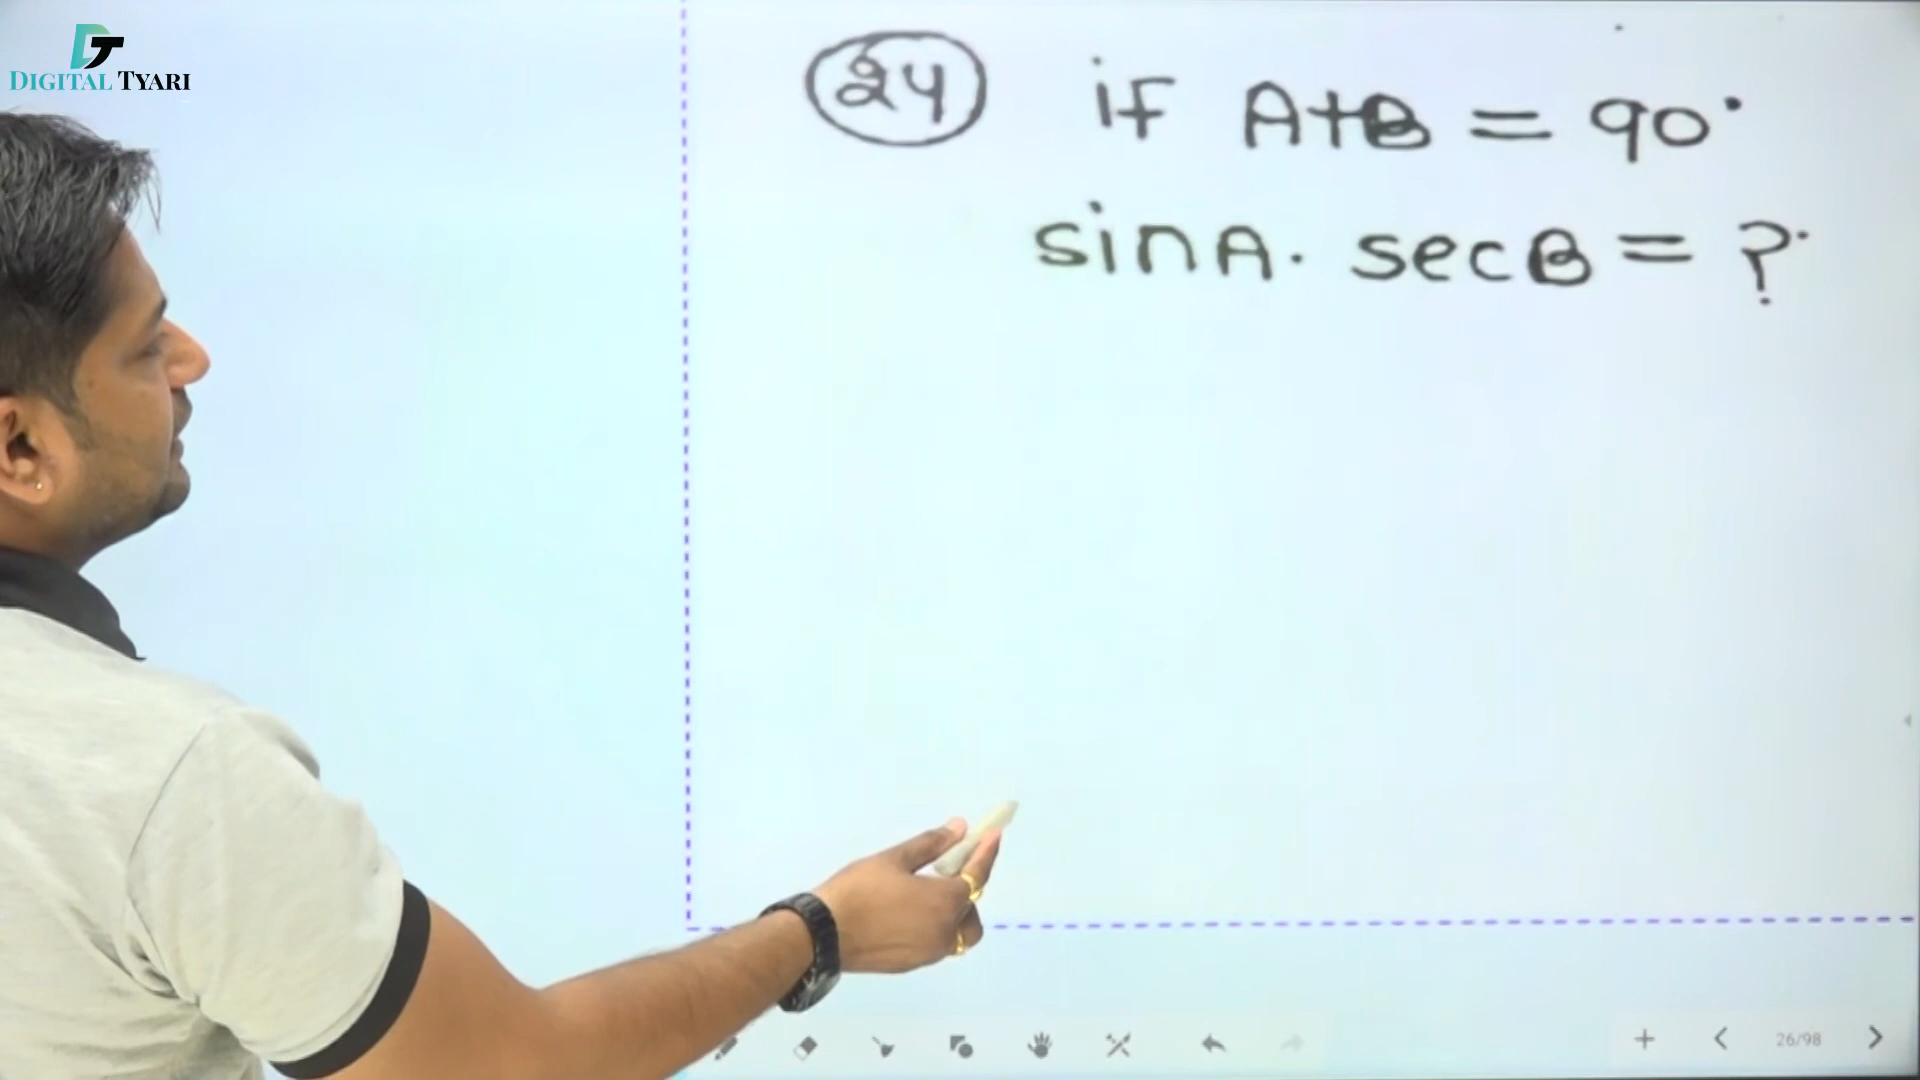 DIGITAL TYARI
24 if A+B = 90°
sinA. secB = ?
26/98